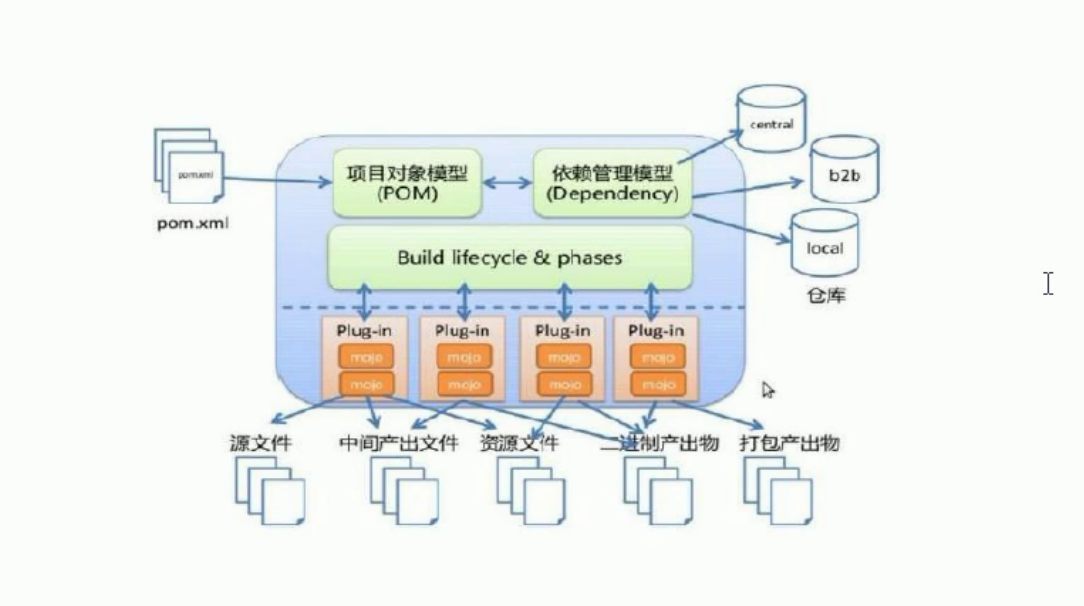 central
pom.xml
项目对象模型
(POM)
依赖管理模型
(Dependency)
b2b
pom.xml
local
Build lifecycle & phases
仓库
Plug-in
Plug-in
Plug-in
Plug-in
mojo
mojo
mojo
mojo
mojo
mojo
mojo
mojo
源文件
中间产出文件
资源文件
二进制产出物
打包产出物